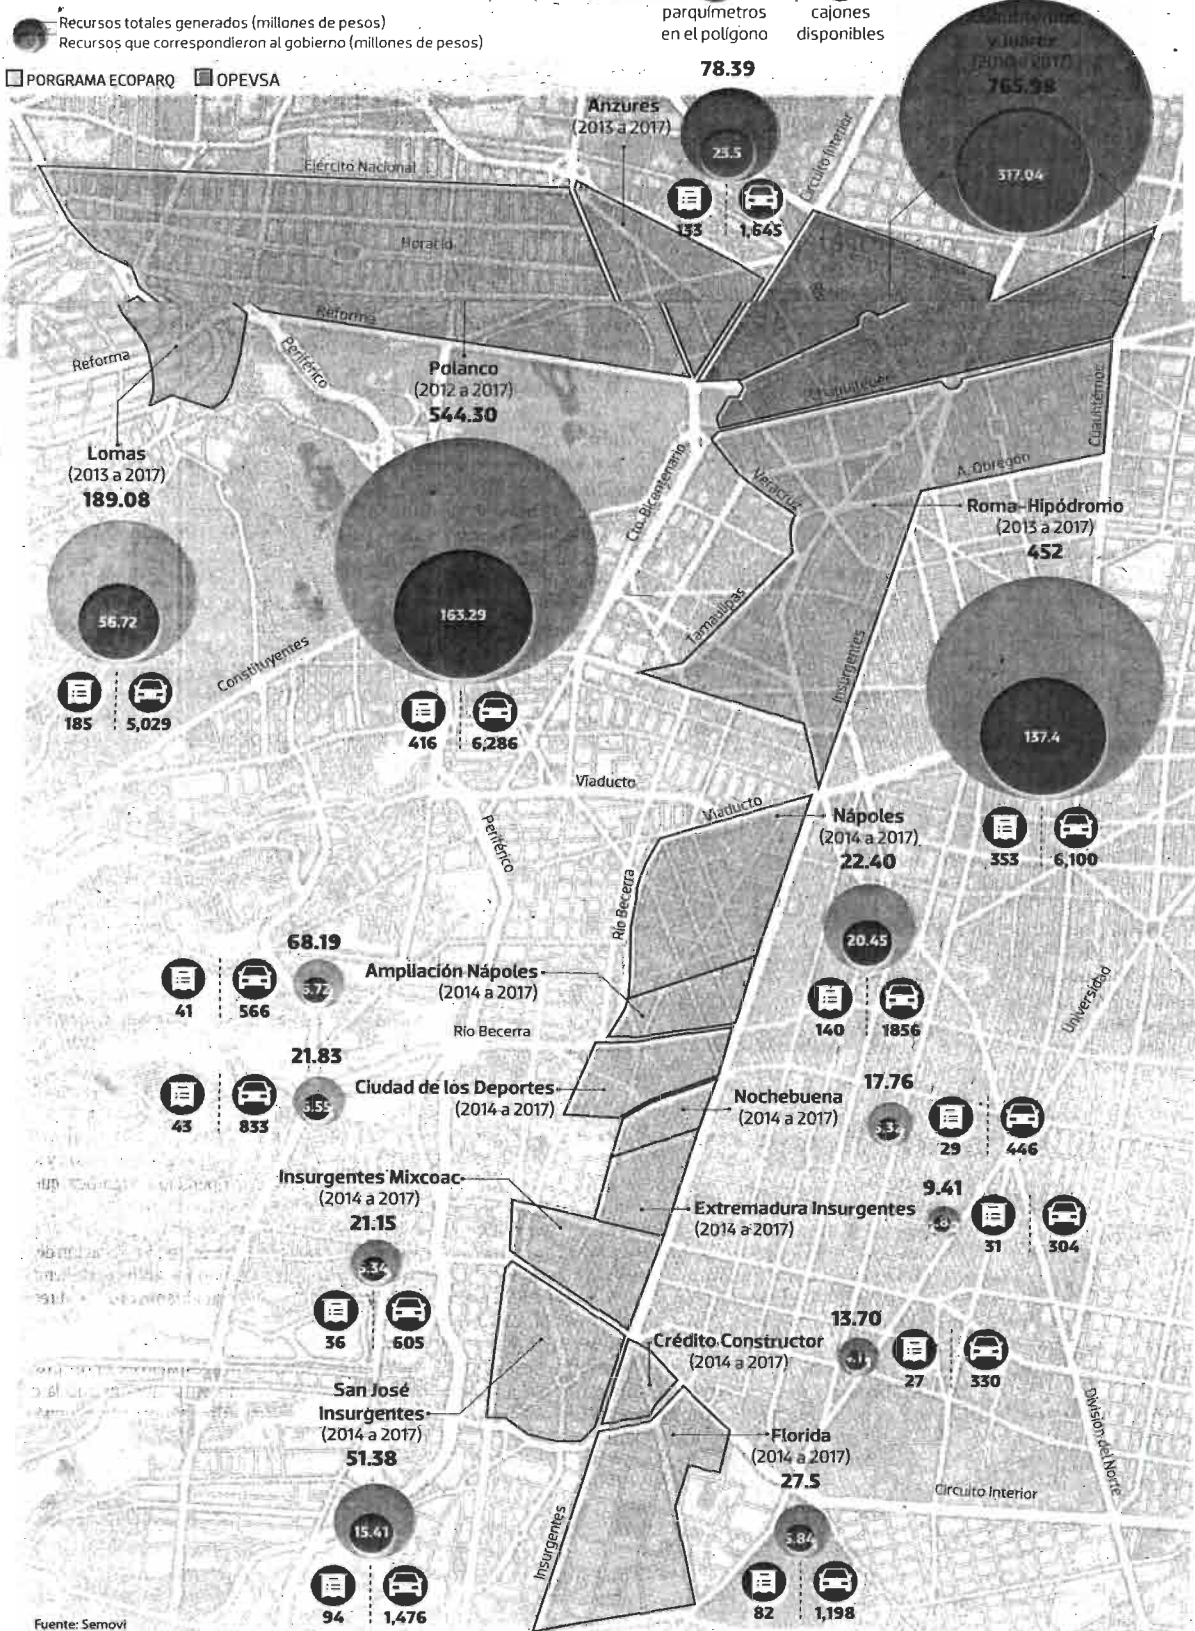 Recursos totales generados (millones de pesos)
Recursos que correspondieron al gobierno (millones de pesos)
PORGRAMA ECOPARQ
OPEVSA
parquímetros
en el polígono
cajones
disponibles
y Juárez
765.98
317.04
78.39
Anzures
(2013 a 2017)
23.5
133
1,645
Circuito Interior
Ejército Nacional
Horacio
Reforma
Reforma
Periférico
Polanco
(2012 a 2017)
544.30
163.29
416
6,286
Lomas
(2013 a 2017)
189.08
56.72
185
5,029
Constituyentes
Cto. Bicentenario
Chapultepec
Cuauhtémoc
A. Obregón
Veracruz
Tamaulipas
Insurgentes
Roma-Hipódromo
(2013 a 2017)
452
137.4
353
6,100
Viaducto
Viaducto
Periférico
Río Becerra
Nápoles
(2014 a 2017)
22.40
20.45
140
1856
Universidad
68.19
41
566
Ampliación Nápoles
(2014 a 2017)
Río Becerra
21.83
43
833
Ciudad de los Deportes
(2014 a 2017)
Nochebuena
(2014 a 2017)
17.76
29
446
Insurgentes Mixcoac
(2014 a 2017)
21.15
36
605
Extremadura Insurgentes
(2014 a 2017)
9.41
31
304
Crédito Constructor
(2014 a 2017)
13.70
27
330
San José
Insurgentes
(2014 a 2017)
51.38
15.41
94
1,476
Florida
(2014 a 2017)
27.5
82
1,198
Insurgentes
División del Norte
Circuito Interior
Fuente: Semovi